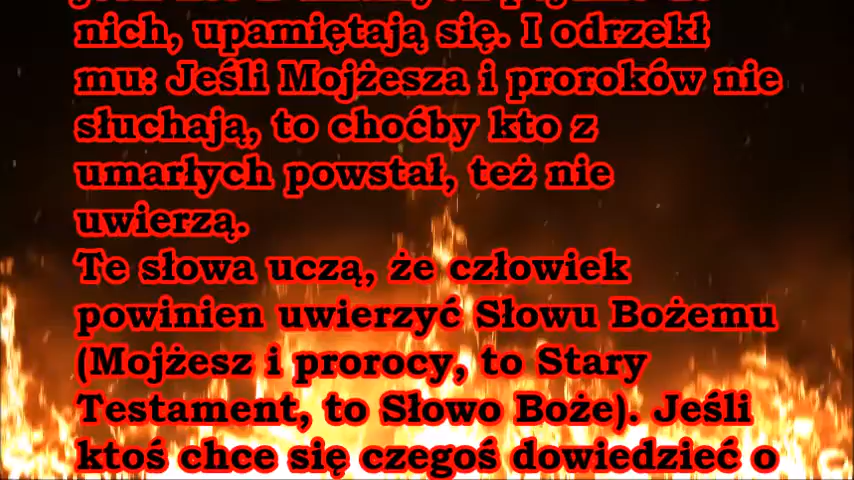 nich, upamiętają się. I odrzekł
mu: Jeśli Mojżesza i proroków nie
słuchają, to choćby kto z
umarłych powstał, też nie
uwierzą.
Te słowa uczą, że człowiek
powinien uwierzyć Słowu Bożemu
(Mojżesz i prorocy, to Stary
Testament, to Słowo Boże). Jeśli
ktoś chce się czegoś dowiedzieć o